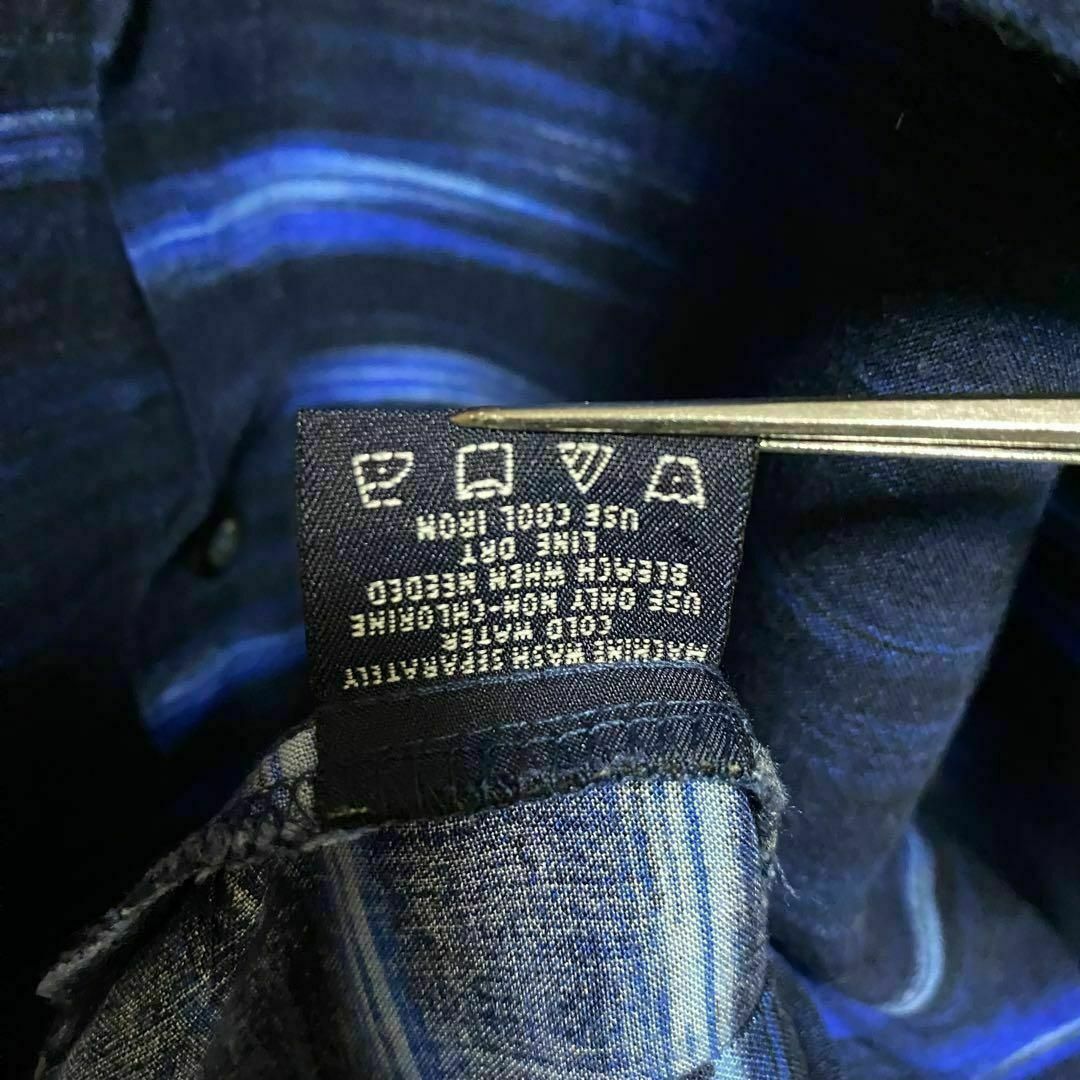 MACHINE WASH SEPARATELY
COLD WATER
USE ONLY NON-CHLORINE
BLEACH WHEN NEEDED
LINE DRY
USE COOL IRON